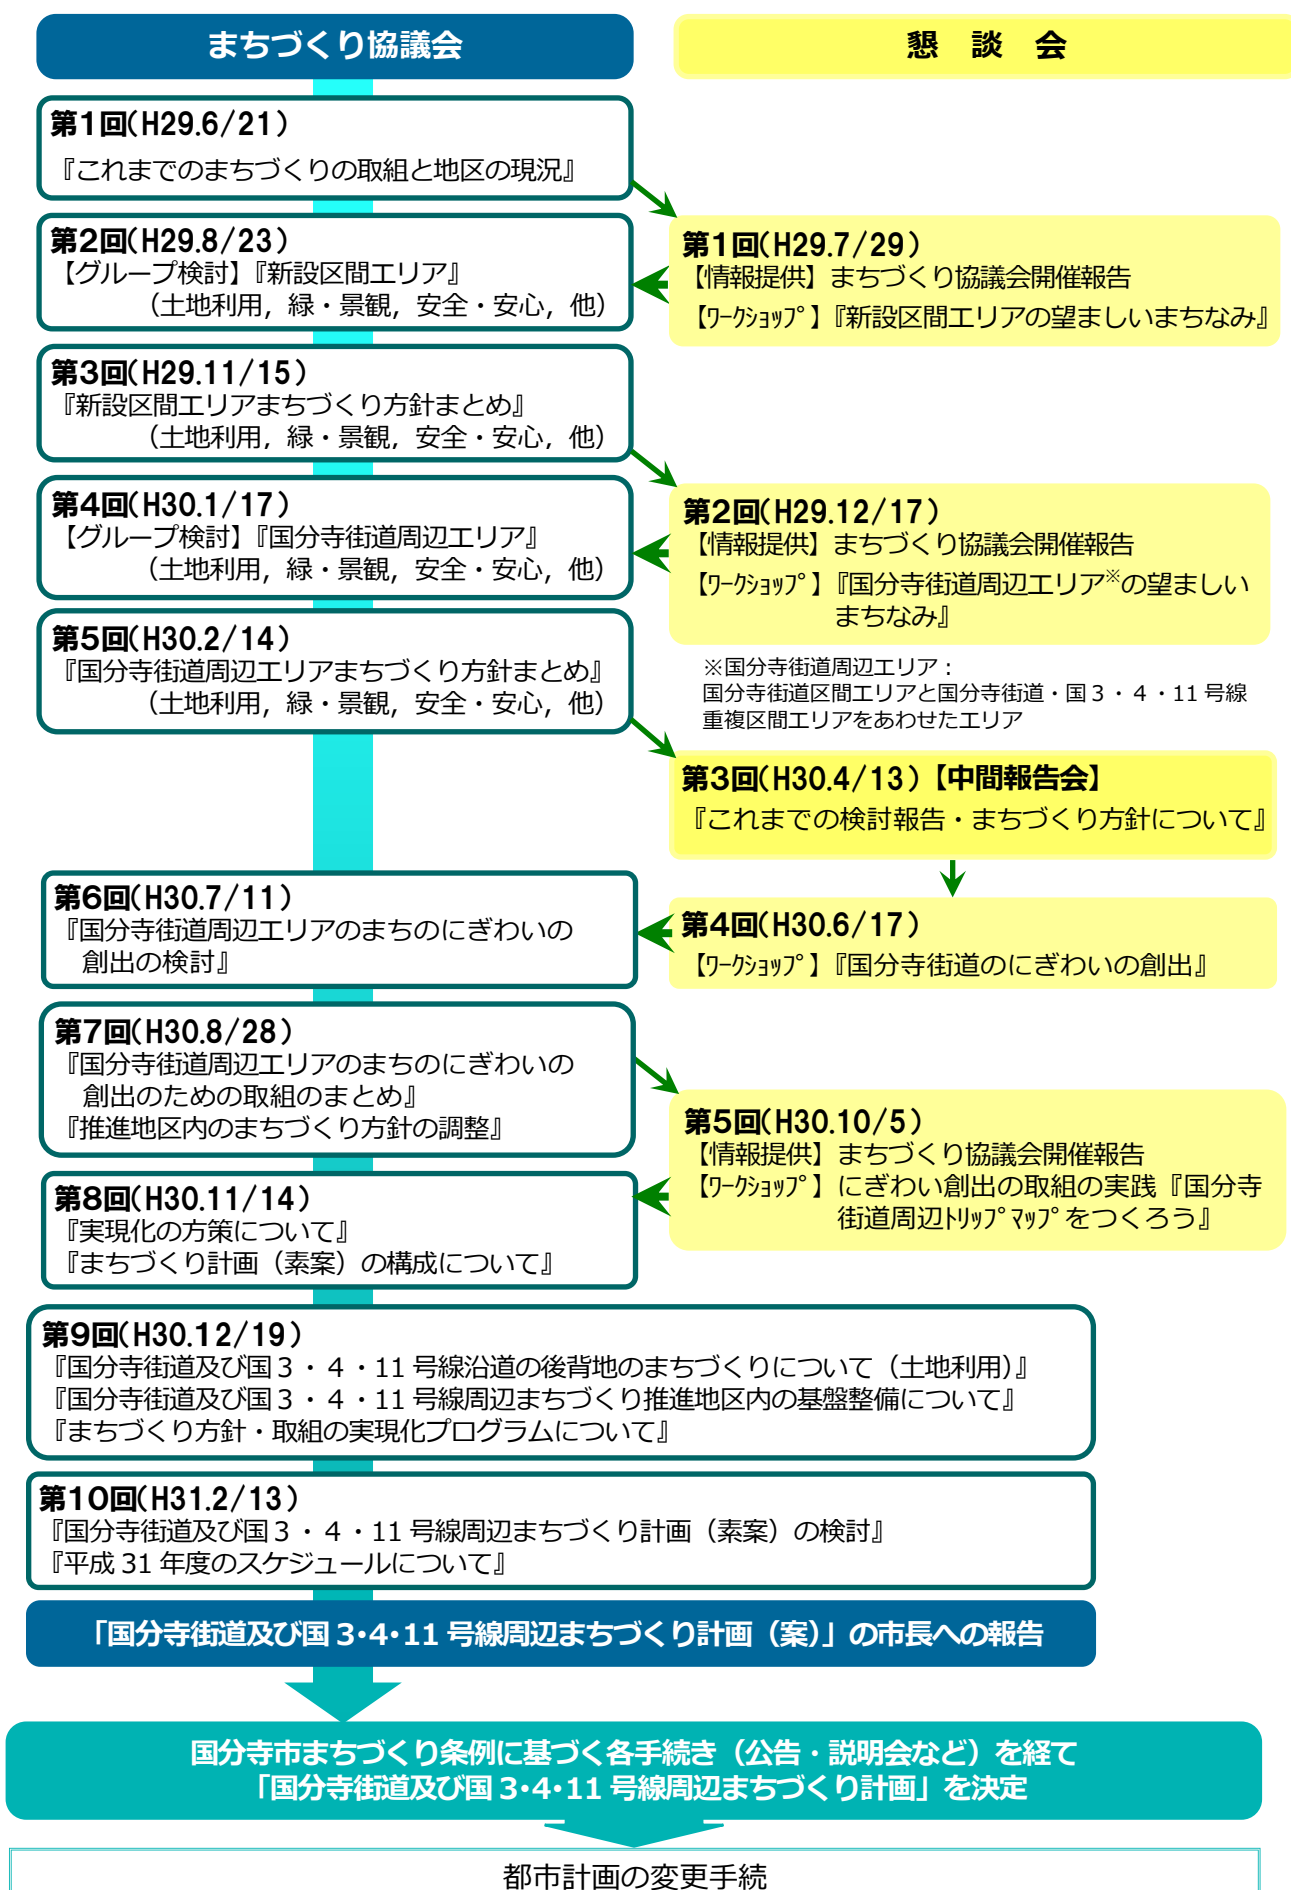 まちづくり協議会
懇 談 会
第1回(H29.6/21)
『これまでのまちづくりの取組と地区の現況』
第2回(H29.8/23)
【グループ検討】『新設区間エリア』
(土地利用, 緑・景観, 安全・安心, 他)
第1回(H29.7/29)
【情報提供】まちづくり協議会開催報告
【ﾜｰｸｼｮｯﾌﾟ】『新設区間エリアの望ましいまちなみ』
第3回(H29.11/15)
『新設区間エリアまちづくり方針まとめ』
(土地利用, 緑・景観, 安全・安心, 他)
第4回(H30.1/17)
【グループ検討】『国分寺街道周辺エリア』
(土地利用, 緑・景観, 安全・安心, 他)
第2回(H29.12/17)
【情報提供】まちづくり協議会開催報告
【ﾜｰｸｼｮｯﾌﾟ】『国分寺街道周辺エリア※の望ましい
まちなみ』
第5回(H30.2/14)
『国分寺街道周辺エリアまちづくり方針まとめ』
(土地利用, 緑・景観, 安全・安心, 他)
※国分寺街道周辺エリア：
国分寺街道区間エリアと国分寺街道・国3・4・11号線
重複区間エリアをあわせたエリア
第3回(H30.4/13)【中間報告会】
『これまでの検討報告・まちづくり方針について』
第6回(H30.7/11)
『国分寺街道周辺エリアのまちのにぎわいの
創出の検討』
第4回(H30.6/17)
【ﾜｰｸｼｮｯﾌﾟ】『国分寺街道のにぎわいの創出』
第7回(H30.8/28)
『国分寺街道周辺エリアのまちのにぎわいの
創出のための取組のまとめ』
『推進地区内のまちづくり方針の調整』
第5回(H30.10/5)
【情報提供】まちづくり協議会開催報告
【ﾜｰｸｼｮｯﾌﾟ】にぎわい創出の取組の実践『国分寺
街道周辺ﾄﾘｯﾌﾟﾏｯﾌﾟをつくろう』
第8回(H30.11/14)
『実現化の方策について』
『まちづくり計画（素案）の構成について』
第9回(H30.12/19)
『国分寺街道及び国3・4・11号線沿道の後背地のまちづくりについて（土地利用）』
『国分寺街道及び国3・4・11号線周辺まちづくり推進地区内の基盤整備について』
『まちづくり方針・取組の実現化プログラムについて』
第10回(H31.2/13)
『国分寺街道及び国3・4・11号線周辺まちづくり計画（素案）の検討』
『平成31年度のスケジュールについて』
「国分寺街道及び国3・4・11号線周辺まちづくり計画（案）」の市長への報告
国分寺市まちづくり条例に基づく各手続き（公告・説明会など）を経て
「国分寺街道及び国3・4・11号線周辺まちづくり計画」を決定
都市計画の変更手続